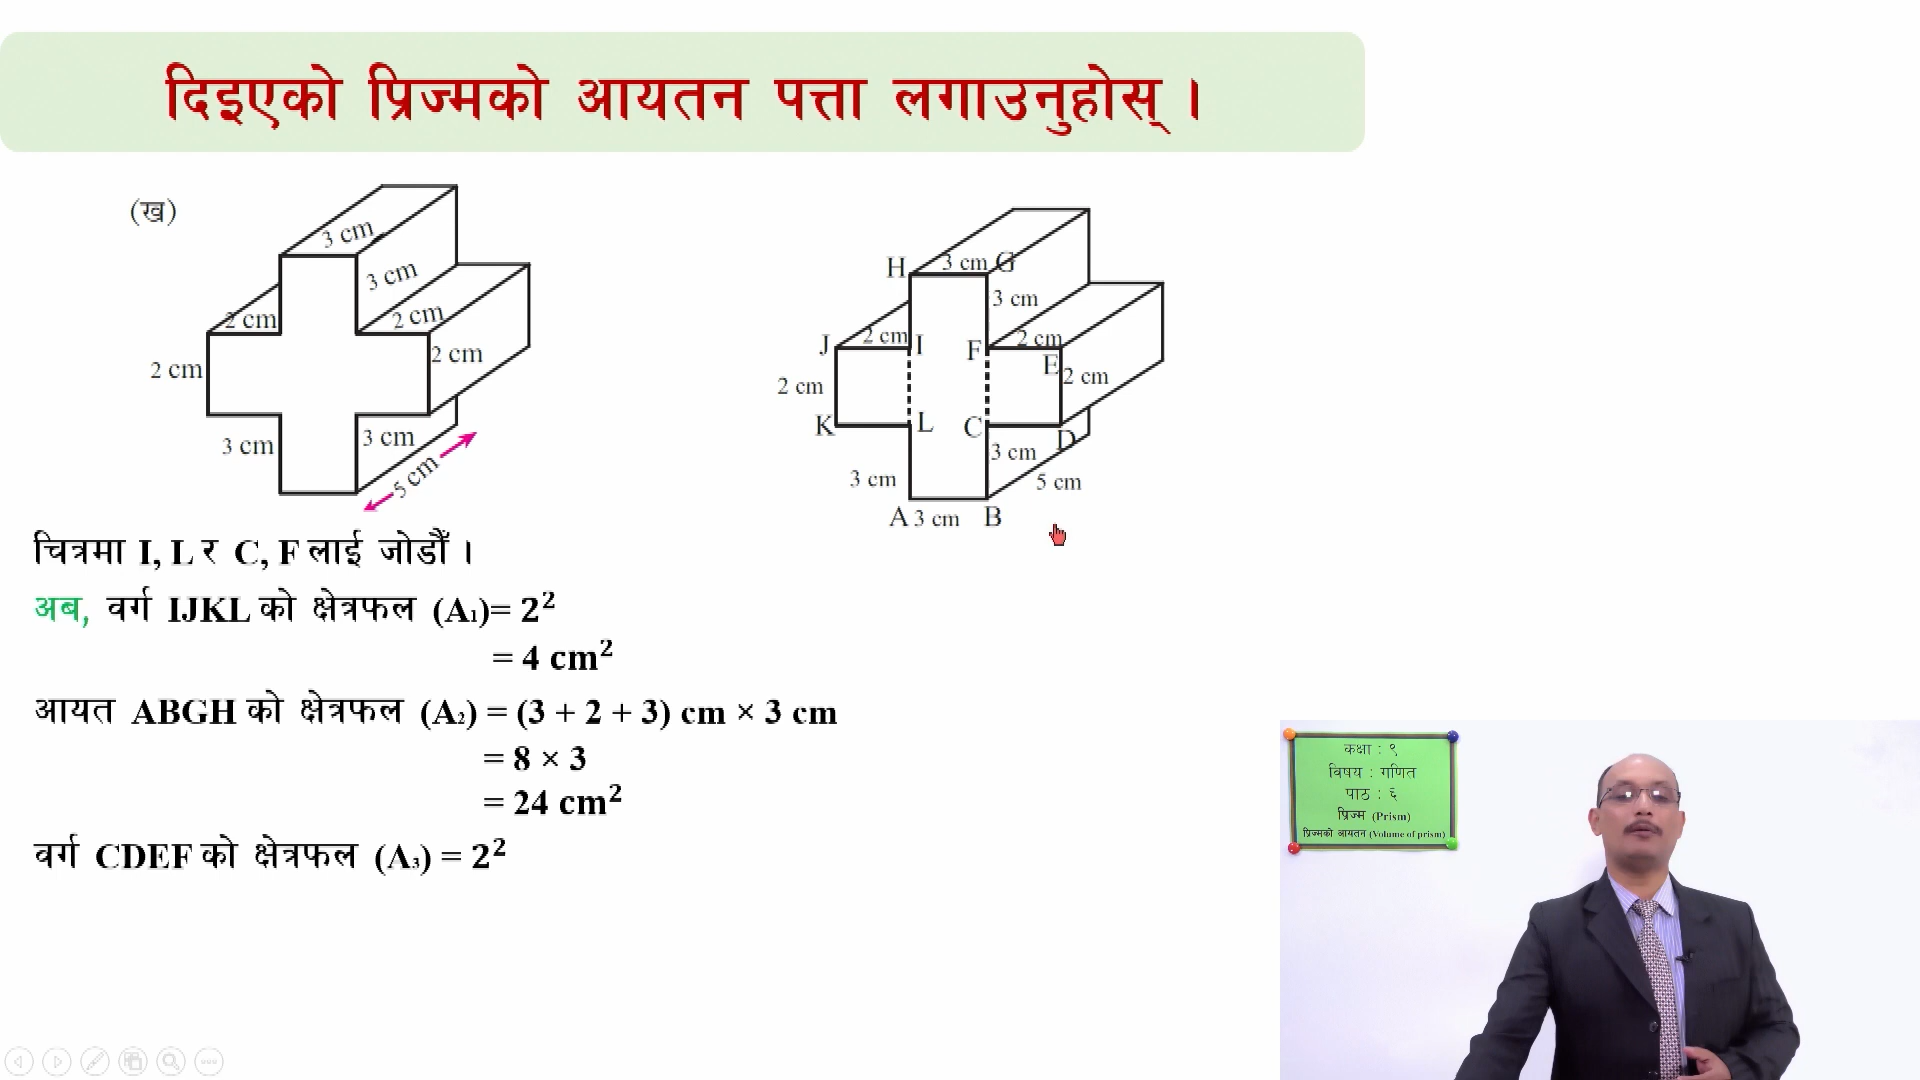 दिइएको प्रिज्मको आयतन पत्ता लगाउनुहोस् ।
(ख)
3 cm
3 cm
2 cm
2 cm
2 cm
2 cm
3 cm
3 cm
5 cm
H
3 cm
G
3 cm
2 cm
2 cm
J
I
F
E
2 cm
2 cm
K
L
C
D
3 cm
3 cm
5 cm
A
3 cm
B
चित्रमा I, L र C, F लाई जोडौँ ।
अब, वर्ग IJKL को क्षेत्रफल (A₁)= 2²
= 4 cm²
आयत ABGH को क्षेत्रफल (A₂) = (3 + 2 + 3) cm × 3 cm
= 8 × 3
= 24 cm²
वर्ग CDEF को क्षेत्रफल (A₃) = 2²
कक्षा : ९
विषय : गणित
पाठ : ६
प्रिज्म (Prism)
प्रिज्मको आयतन (Volume of prism)